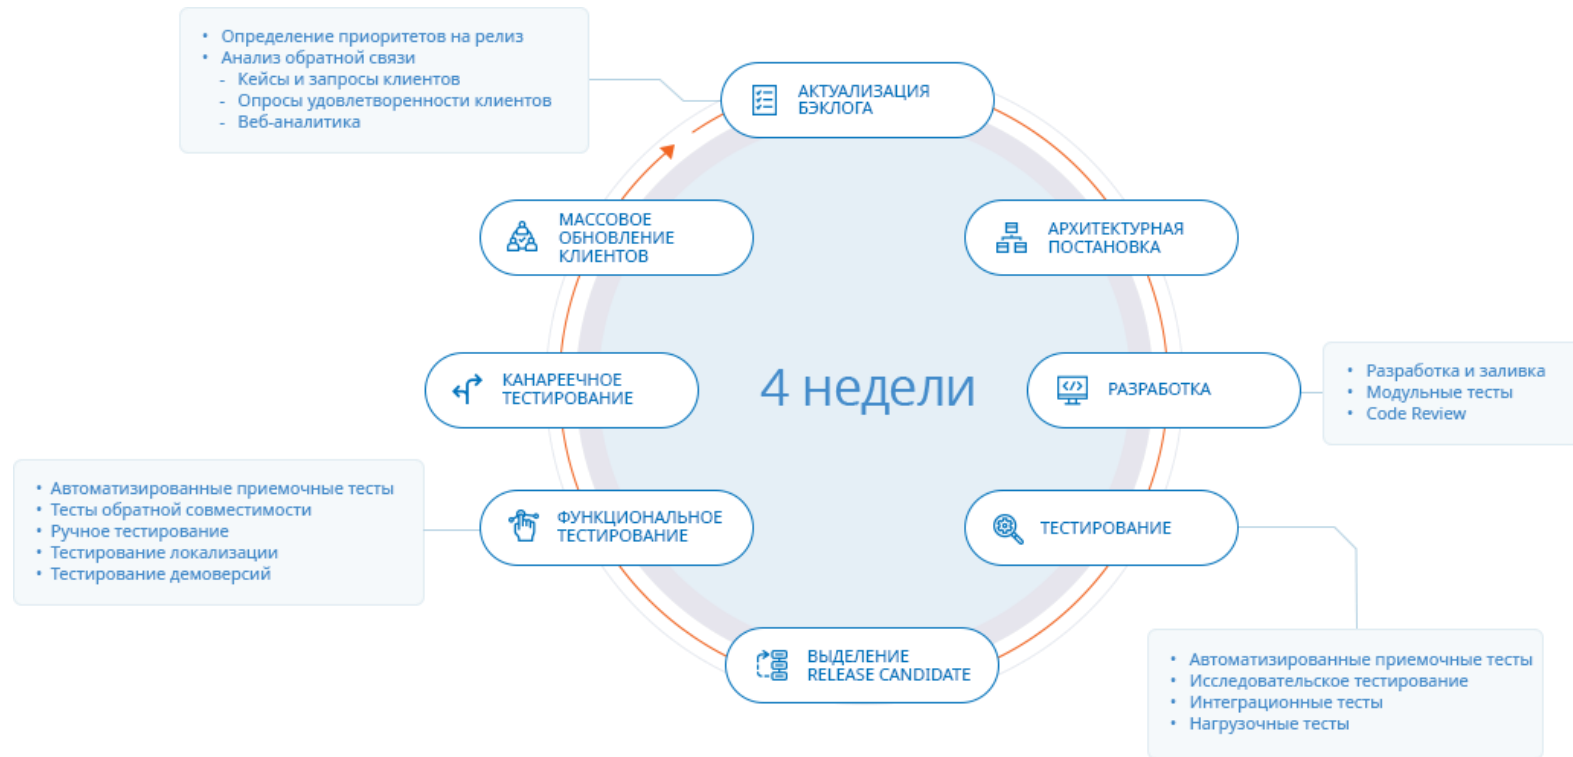 • Определение приоритетов на релиз
• Анализ обратной связи
- Кейсы и запросы клиентов
- Опросы удовлетворенности клиентов
- Веб-аналитика
АКТУАЛИЗАЦИЯ
БЭКЛОГА
АРХИТЕКТУРНАЯ
ПОСТАНОВКА
РАЗРАБОТКА
• Разработка и заливка
• Модульные тесты
• Code Review
ТЕСТИРОВАНИЕ
• Автоматизированные приемочные тесты
• Исследовательское тестирование
• Интеграционные тесты
• Нагрузочные тесты
ВЫДЕЛЕНИЕ
RELEASE CANDIDATE
ФУНКЦИОНАЛЬНОЕ
ТЕСТИРОВАНИЕ
• Автоматизированные приемочные тесты
• Тесты обратной совместимости
• Ручное тестирование
• Тестирование локализации
• Тестирование демоверсий
КАНАРЕЕЧНОЕ
ТЕСТИРОВАНИЕ
МАССОВОЕ
ОБНОВЛЕНИЕ
КЛИЕНТОВ
4 недели